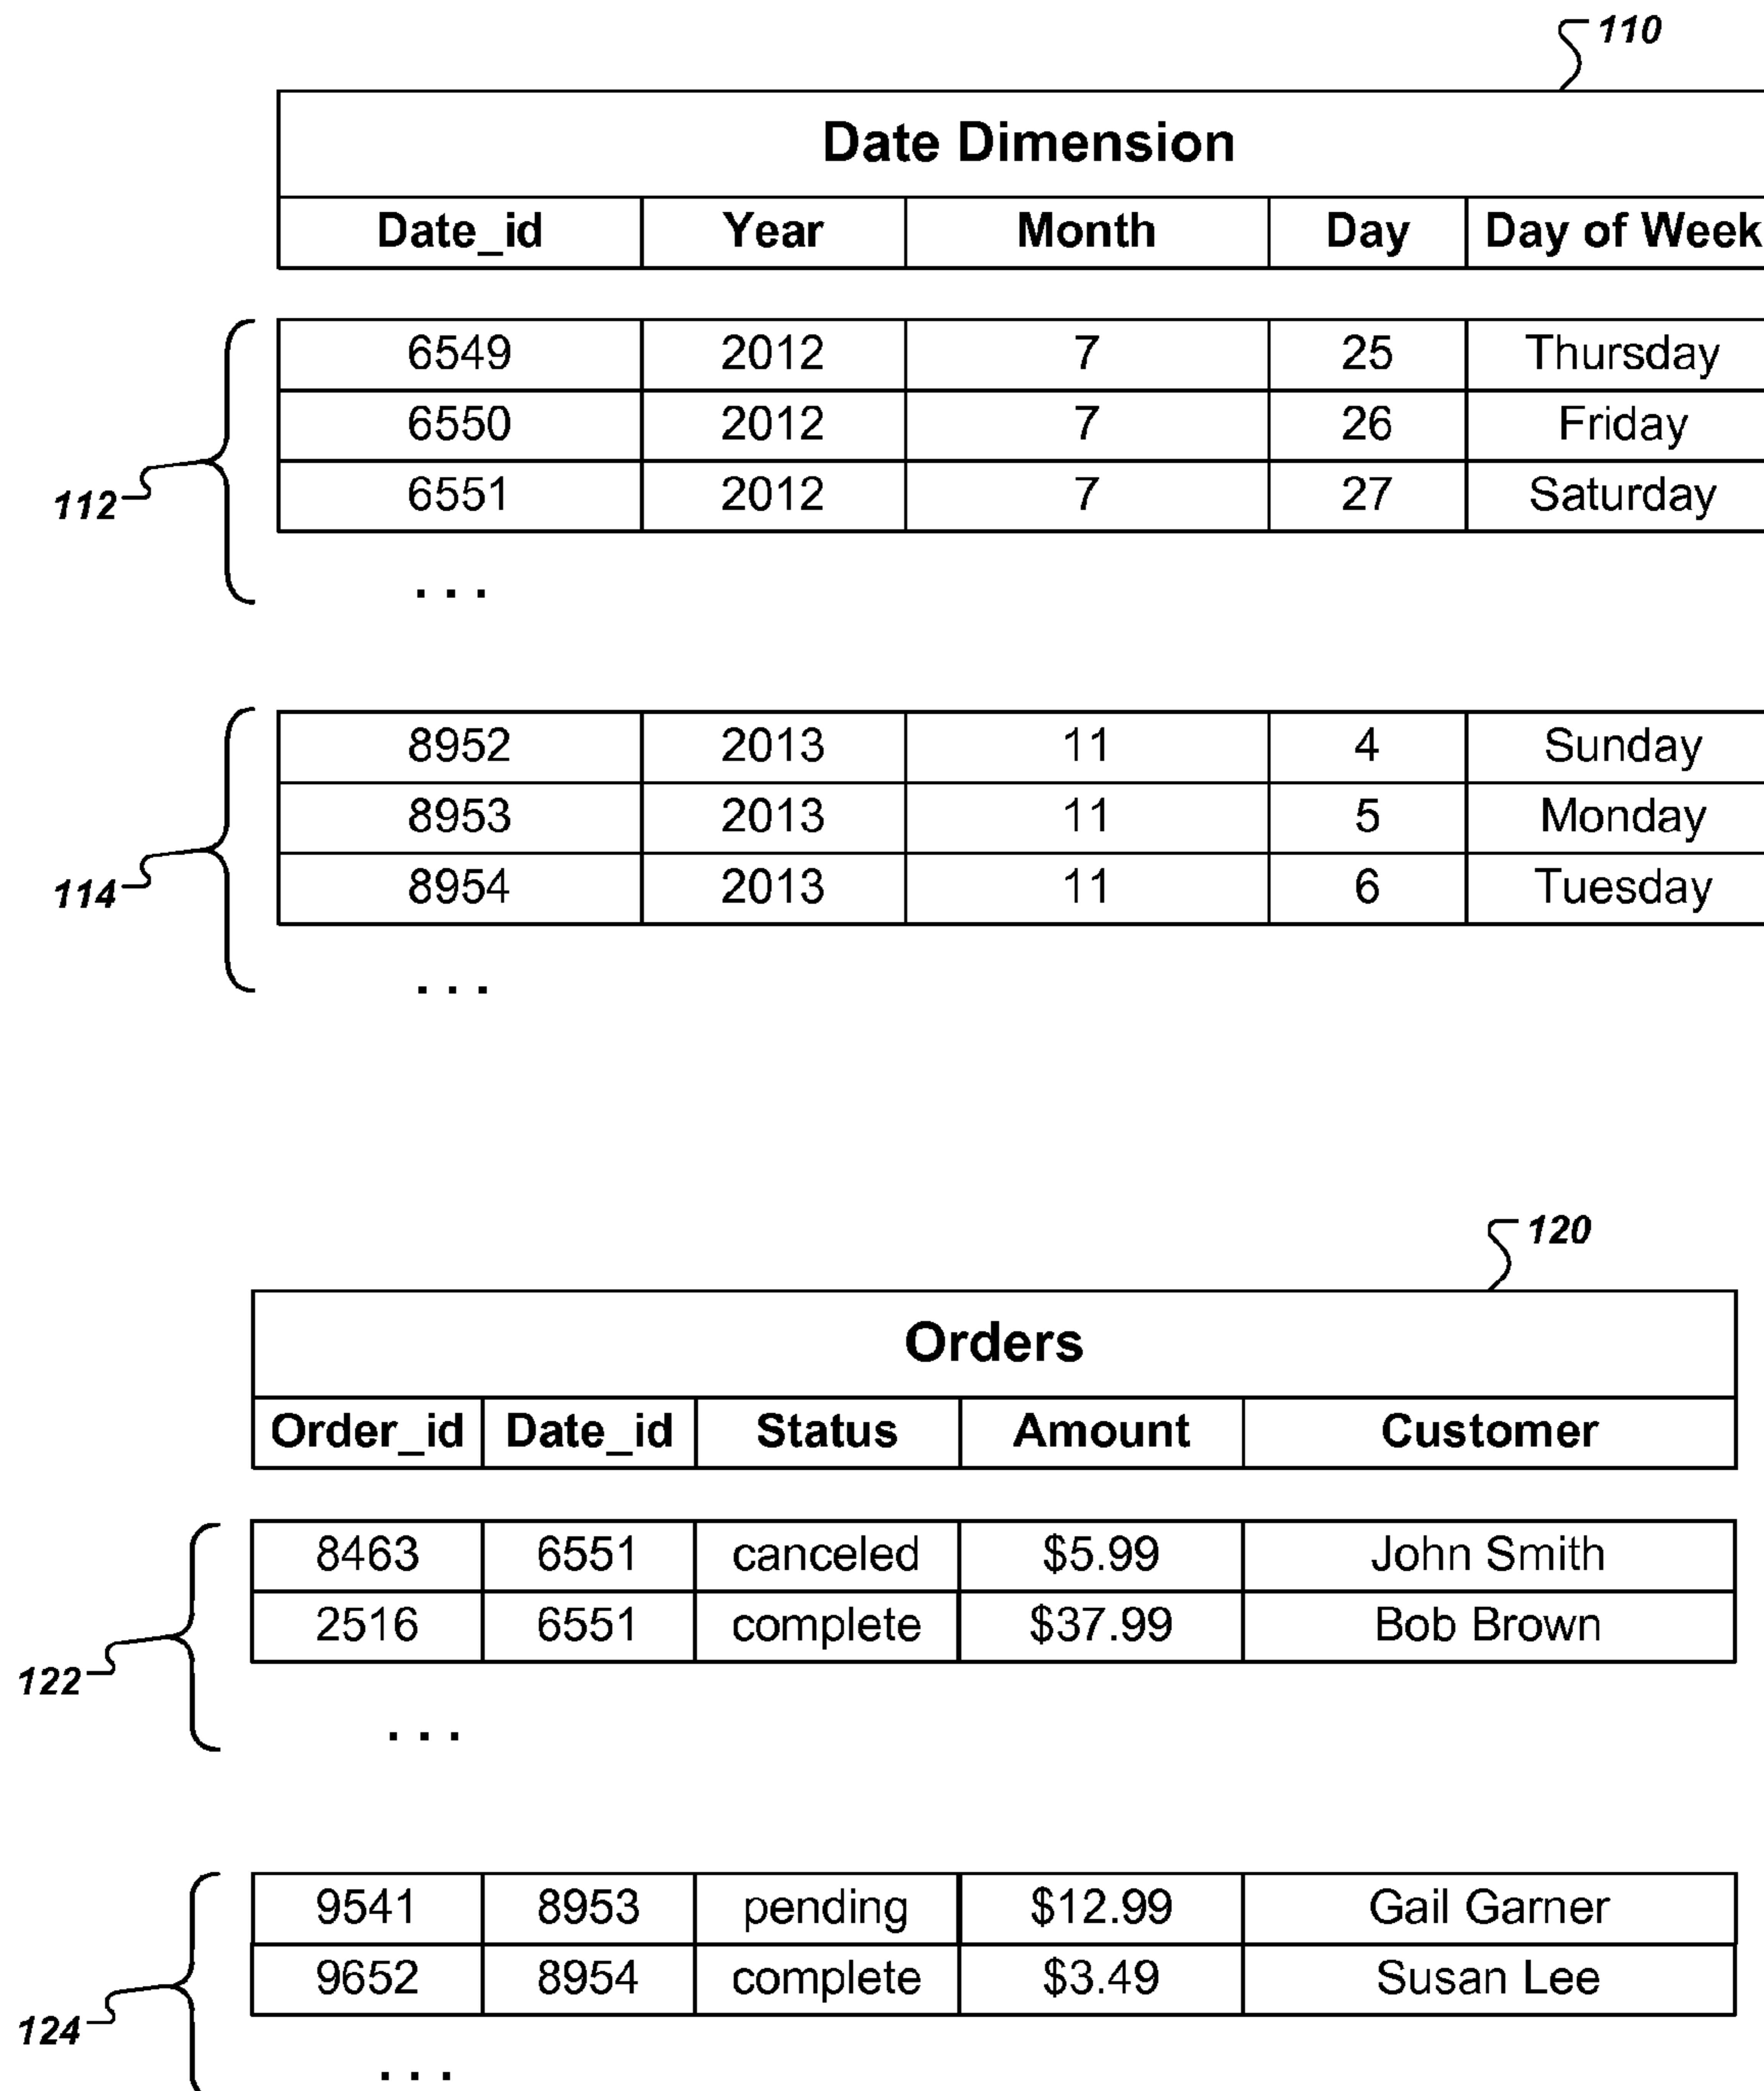 110
Date Dimension
Date_id Year Month Day Day of Week
6549 2012 7 25 Thursday
6550 2012 7 26 Friday
112 6551 2012 7 27 Saturday
. . .
8952 2013 11 4 Sunday
8953 2013 11 5 Monday
114 8954 2013 11 6 Tuesday
. . .
120
Orders
Order_id Date_id Status Amount Customer
8463 6551 canceled $5.99 John Smith
2516 6551 complete $37.99 Bob Brown
122
. . .
9541 8953 pending $12.99 Gail Garner
9652 8954 complete $3.49 Susan Lee
124
. . .